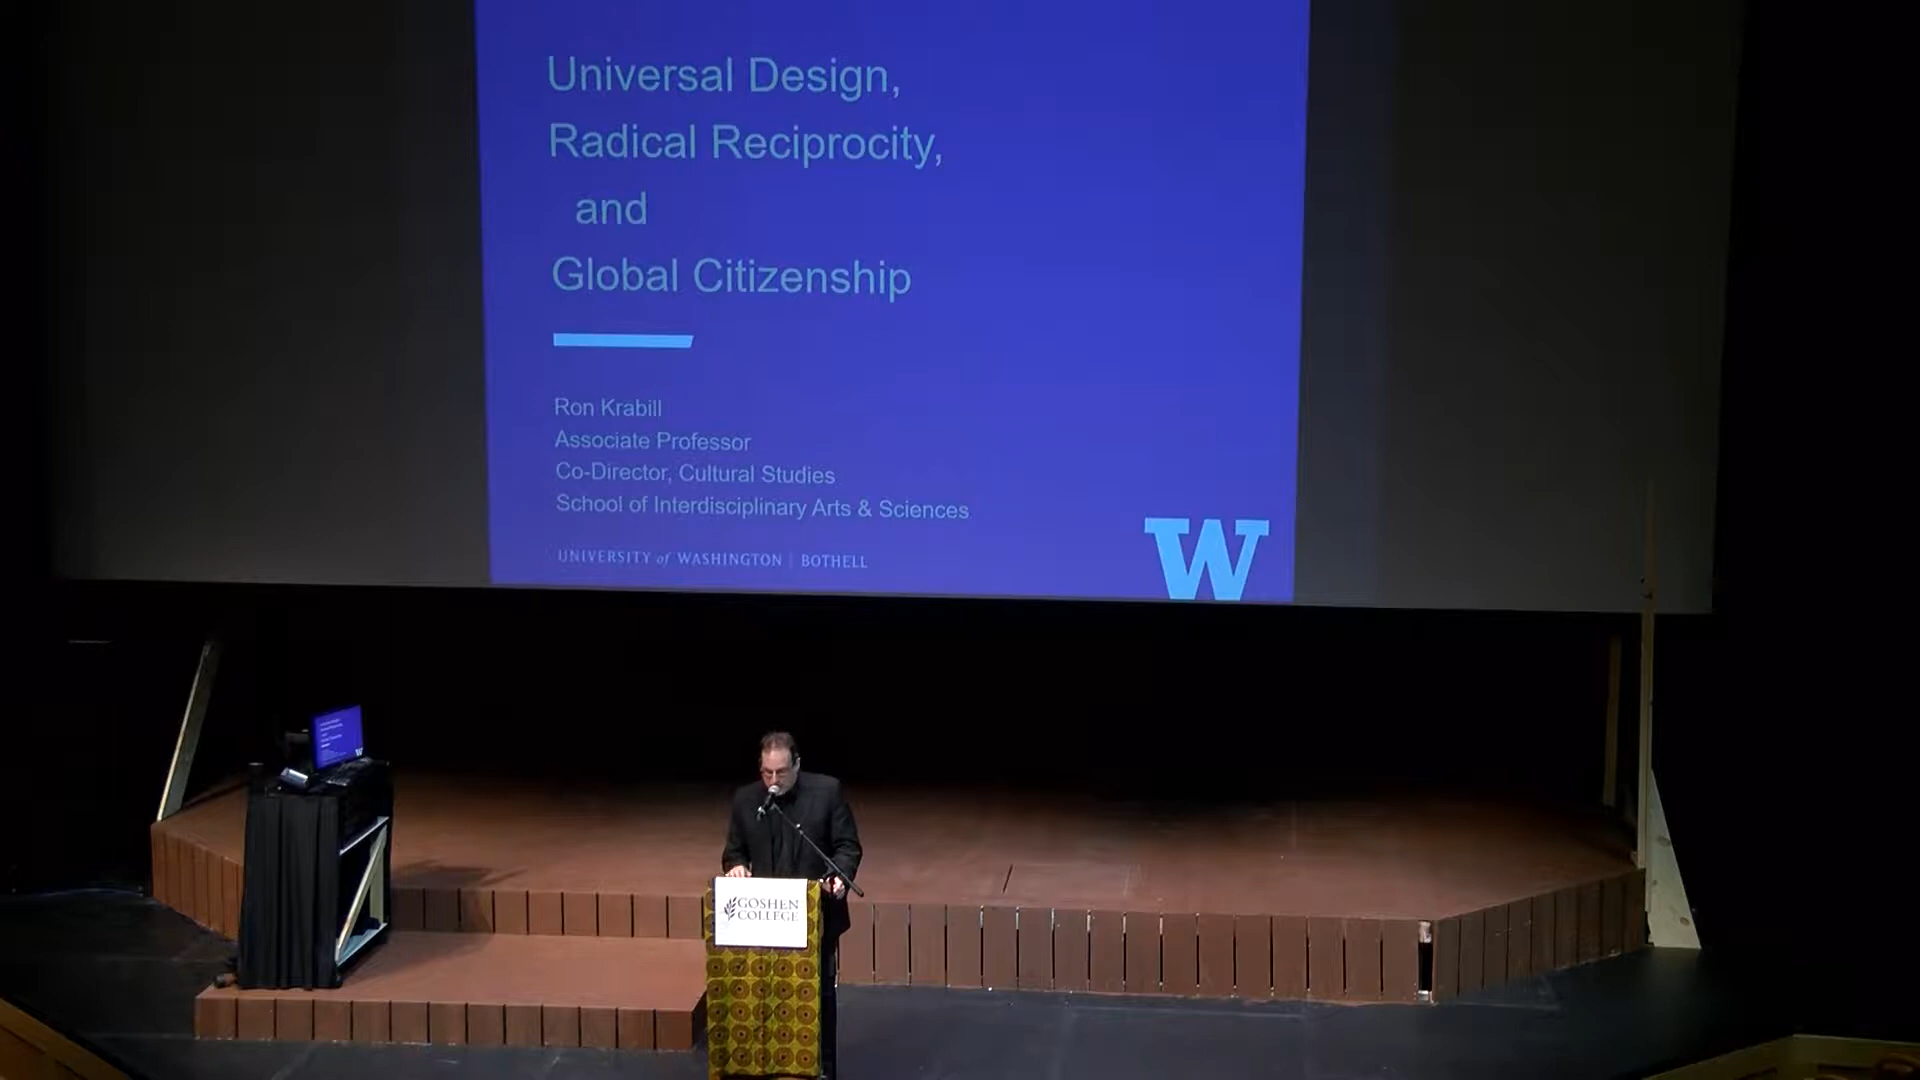 Universal Design,
Radical Reciprocity,
and
Global Citizenship
Ron Krabill
Associate Professor
Co-Director, Cultural Studies
School of Interdisciplinary Arts & Sciences
UNIVERSITY of WASHINGTON | BOTHELL
W
GOSHEN
COLLEGE